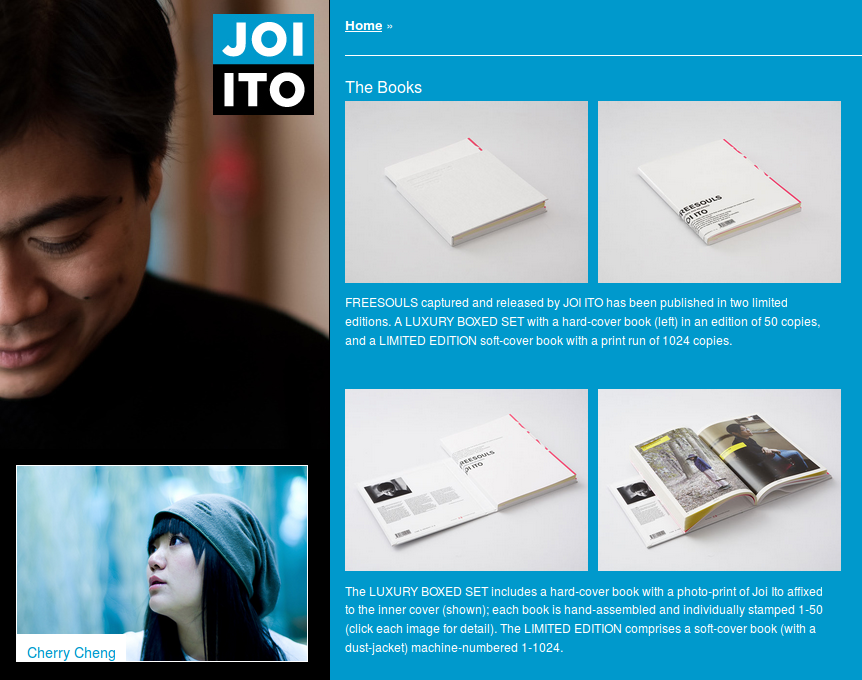 JOI
ITO
Home »
The Books
FREESOULS
JOI ITO
FREESOULS captured and released by JOI ITO has been published in two limited
editions. A LUXURY BOXED SET with a hard-cover book (left) in an edition of 50 copies,
and a LIMITED EDITION soft-cover book with a print run of 1024 copies.
FREESOULS
JOI ITO
The LUXURY BOXED SET includes a hard-cover book with a photo-print of Joi Ito affixed
to the inner cover (shown); each book is hand-assembled and individually stamped 1-50
(click each image for detail). The LIMITED EDITION comprises a soft-cover book (with a
dust-jacket) machine-numbered 1-1024.
Cherry Cheng